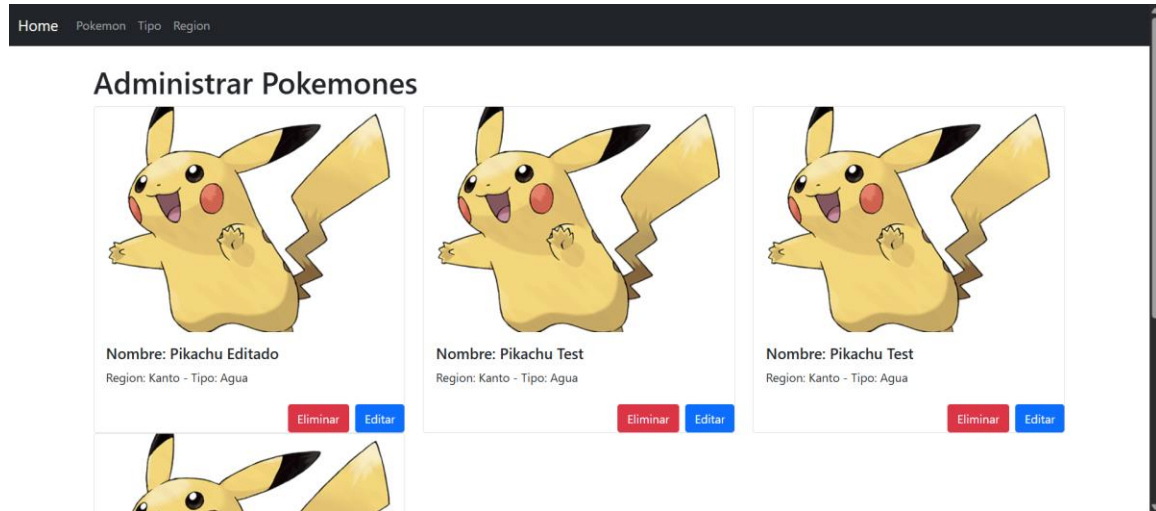 Home Pokemon Tipo Region
Administrar Pokemones
Nombre: Pikachu Editado
Region: Kanto - Tipo: Agua
Eliminar Editar
Nombre: Pikachu Test
Region: Kanto - Tipo: Agua
Eliminar Editar
Nombre: Pikachu Test
Region: Kanto - Tipo: Agua
Eliminar Editar